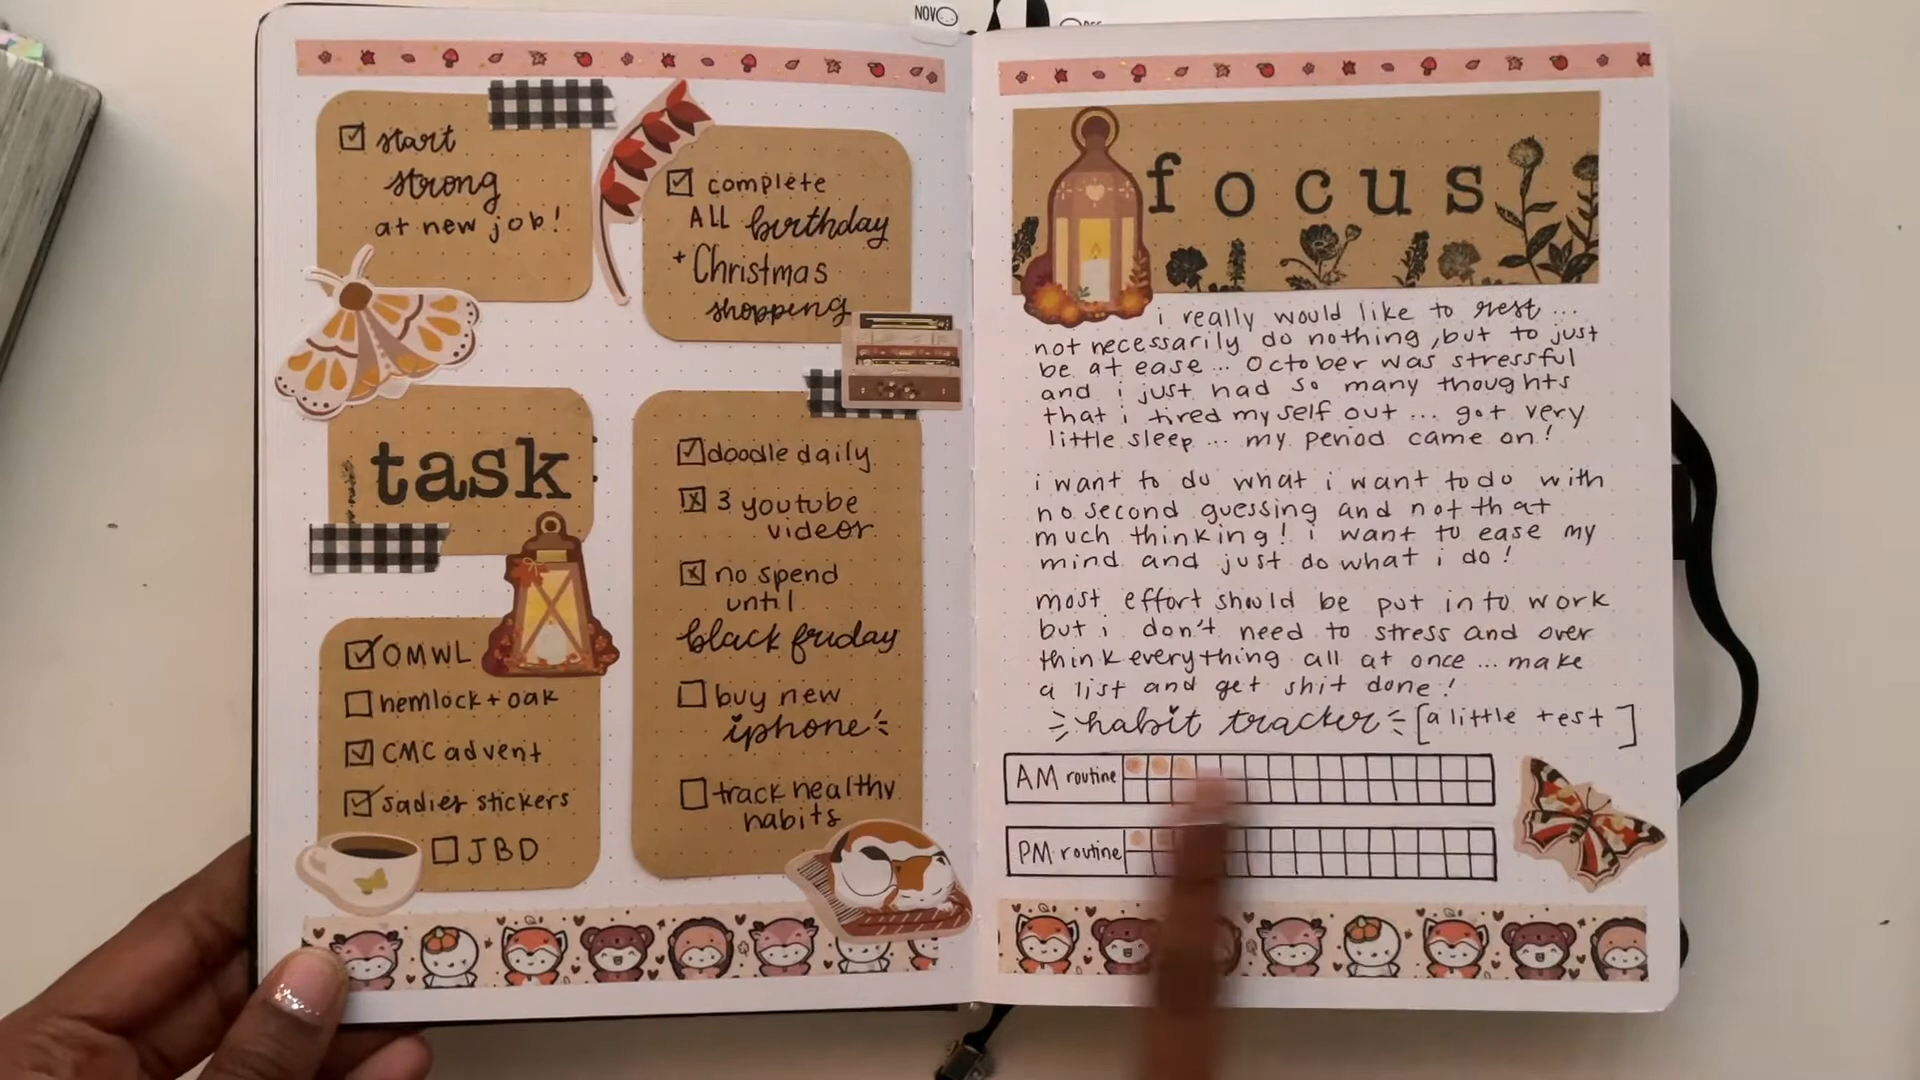 NOV
start
strong
at new job!
complete
ALL birthday
+ Christmas
shopping
task
OMWL
hemlock + oak
CMC advent
sadies stickers
JBD
doodle daily
3 youtube
videos
no spend
until
black friday
buy new
iphone
track healthy
habits
focus
i really would like to rest...
not necessarily do nothing, but to just
be at ease... October was stressful
and i just had so many thoughts
that i tired myself out... got very
little sleep... my period came on!
i want to do what i want to do with
no second guessing and not that
much thinking! i want to ease my
mind and just do what i do!
most effort should be put into work
but i don't need to stress and over
think everything all at once... make
a list and get shit done!
habit tracker [a little test]
AM routine
PM routine